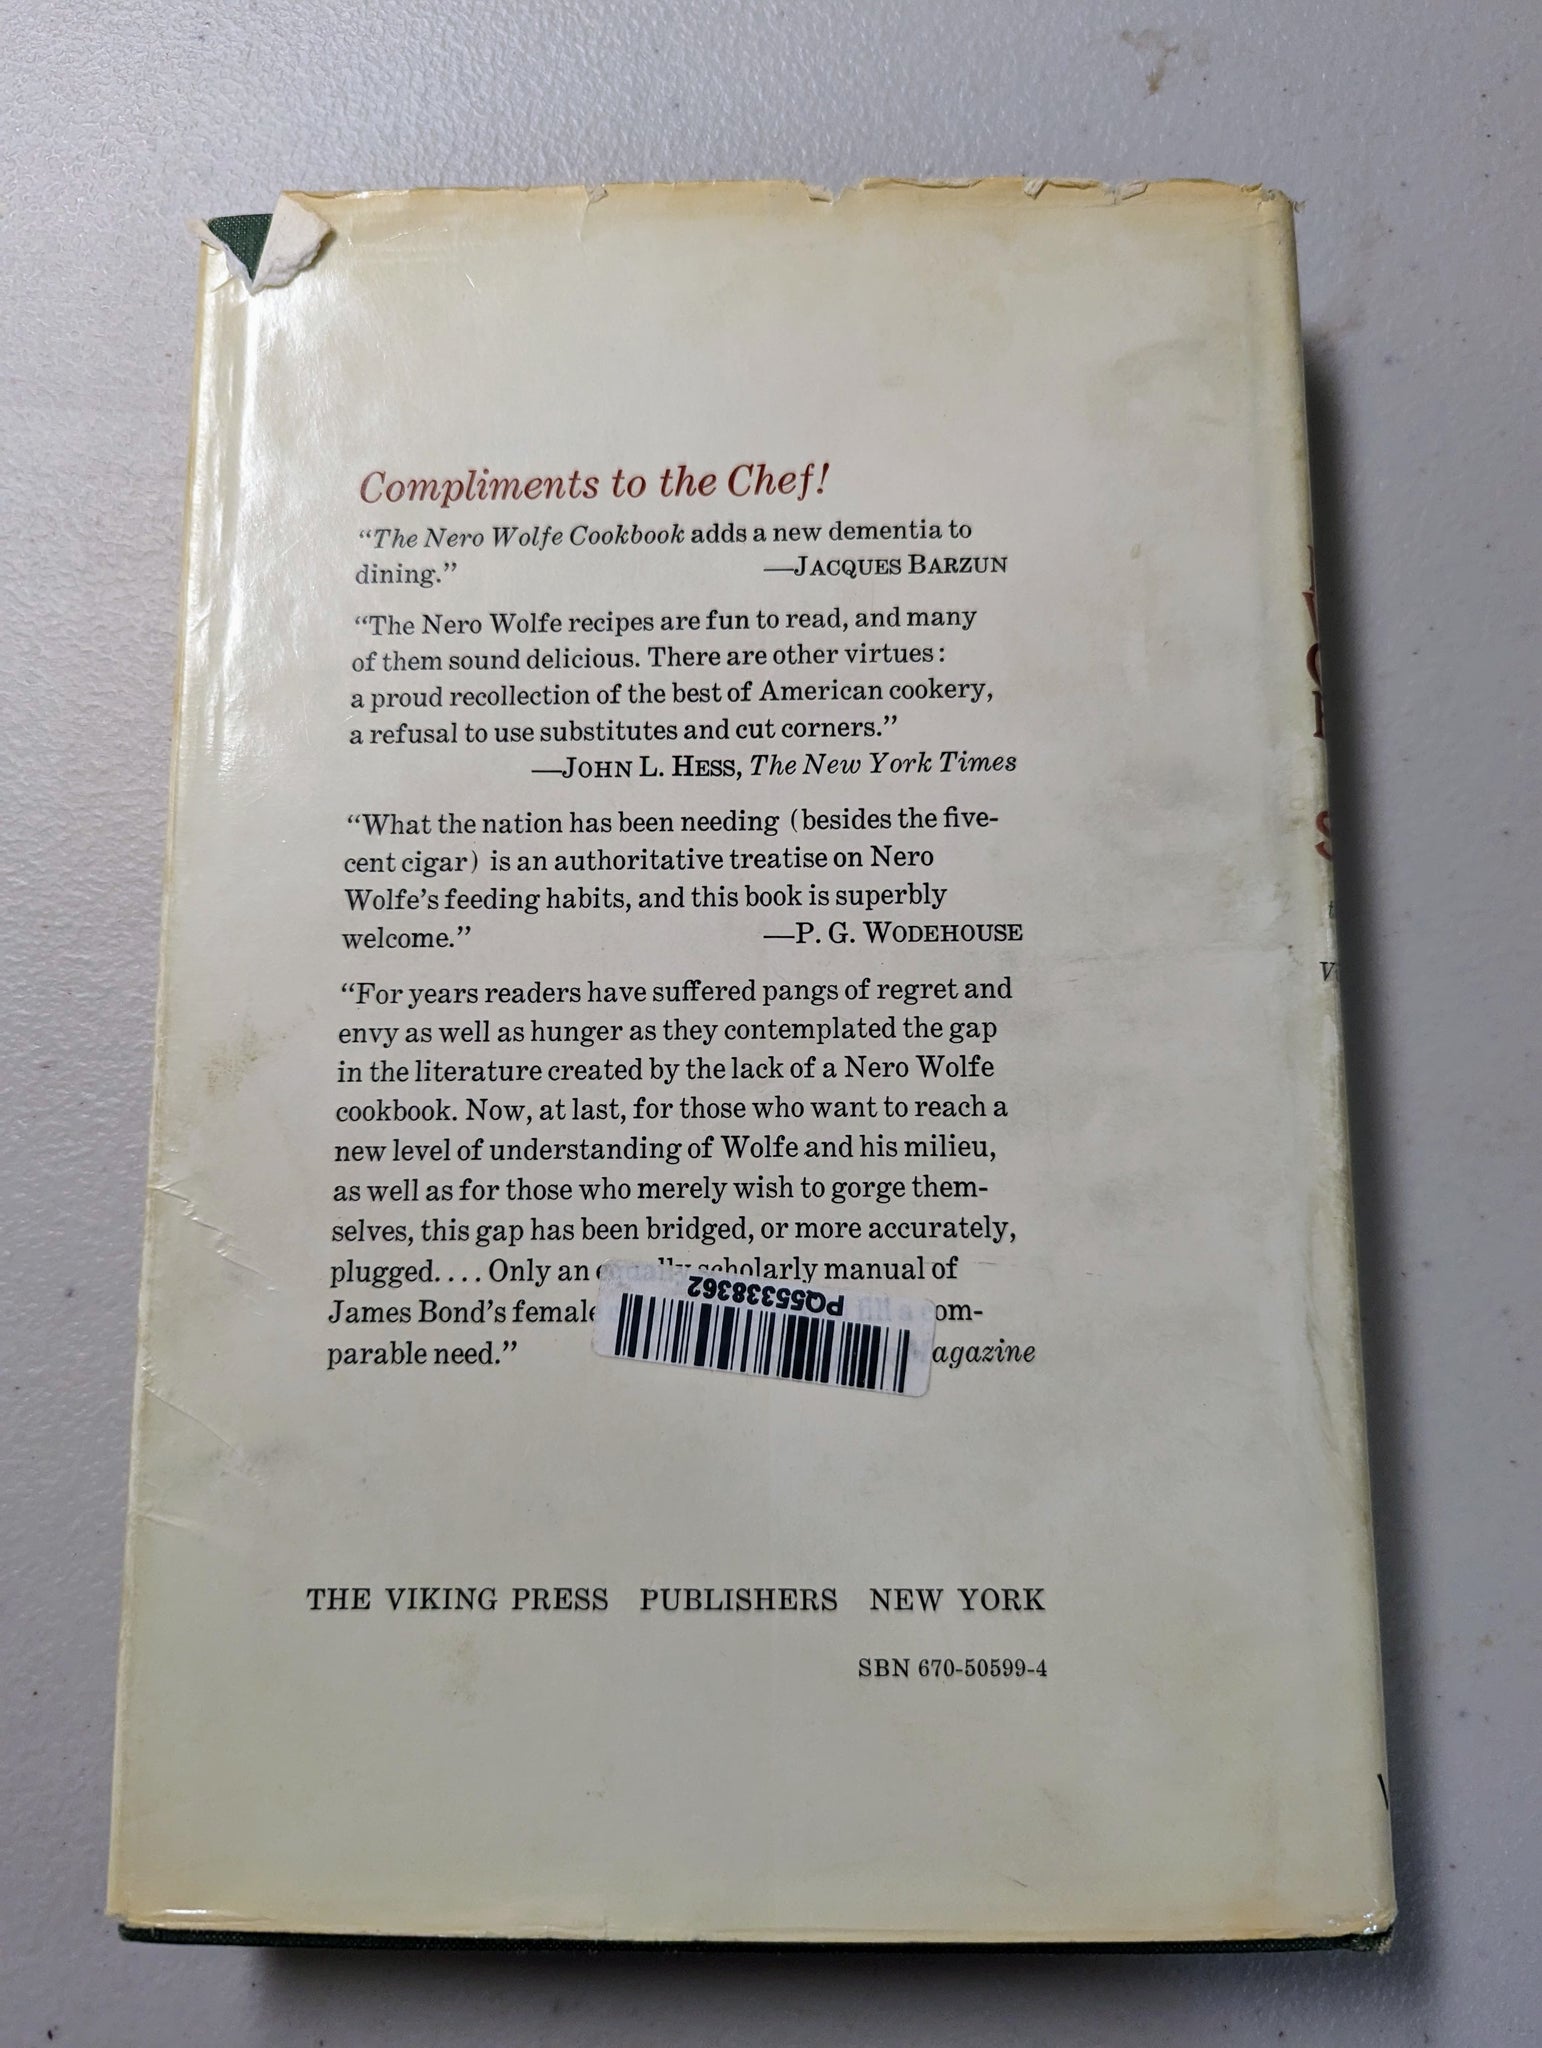 Compliments to the Chef!
“The Nero Wolfe Cookbook adds a new dementia to
dining.” —JACQUES BARZUN
“The Nero Wolfe recipes are fun to read, and many
of them sound delicious. There are other virtues:
a proud recollection of the best of American cookery,
a refusal to use substitutes and cut corners.”
—JOHN L. HESS, The New York Times
“What the nation has been needing (besides the five-
cent cigar) is an authoritative treatise on Nero
Wolfe’s feeding habits, and this book is superbly
welcome.” —P. G. WODEHOUSE
“For years readers have suffered pangs of regret and
envy as well as hunger as they contemplated the gap
in the literature created by the lack of a Nero Wolfe
cookbook. Now, at last, for those who want to reach a
new level of understanding of Wolfe and his milieu,
as well as for those who merely wish to gorge them-
selves, this gap has been bridged, or more accurately,
plugged.... Only an equally scholarly manual of
James Bond’s female fill a com-
parable need.” agazine
PQ55338362
THE VIKING PRESS PUBLISHERS NEW YORK
SBN 670-50599-4